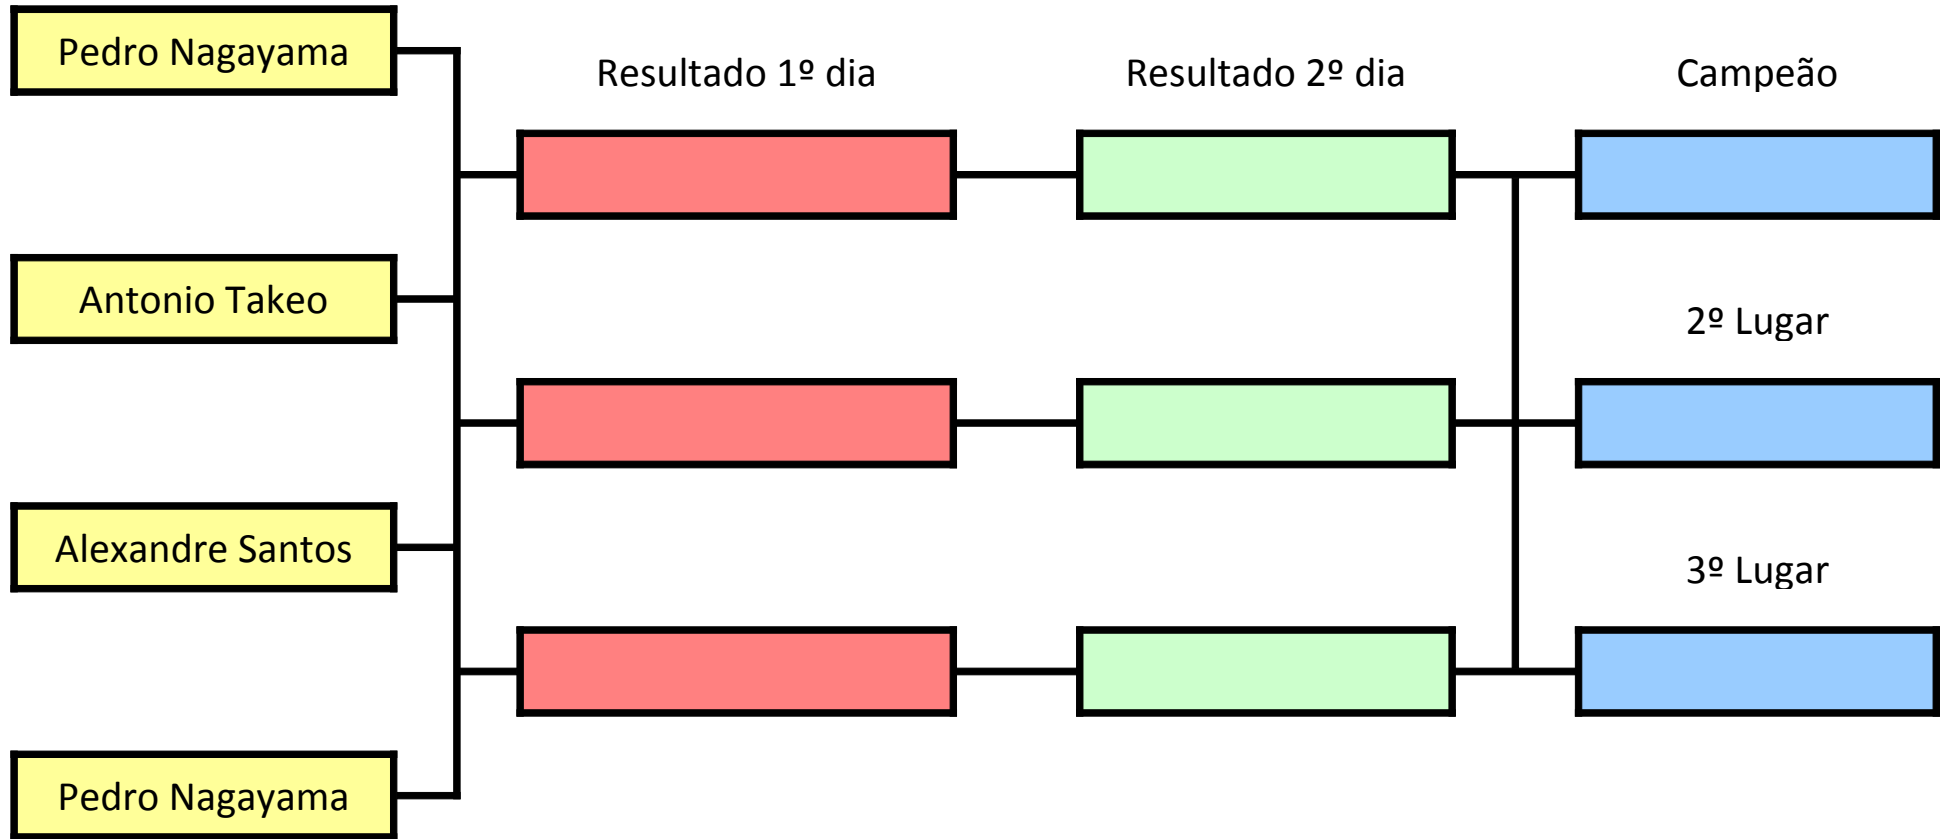 Pedro Nagayama
Resultado 1º dia
Resultado 2º dia
Campeão
Antonio Takeo
2º Lugar
Alexandre Santos
3º Lugar
Pedro Nagayama